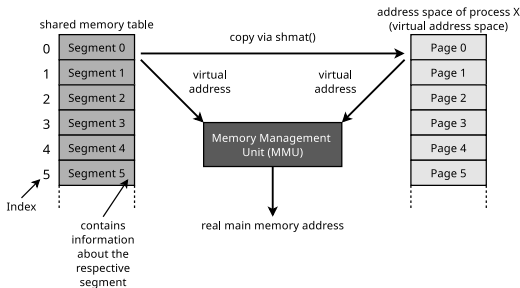 shared memory table
0
Segment 0
1
Segment 1
2
Segment 2
3
Segment 3
4
Segment 4
5
Segment 5
Index
contains
information
about the
respective
segment
copy via shmat()
virtual
address
virtual
address
Memory Management
Unit (MMU)
real main memory address
address space of process X
(virtual address space)
Page 0
Page 1
Page 2
Page 3
Page 4
Page 5